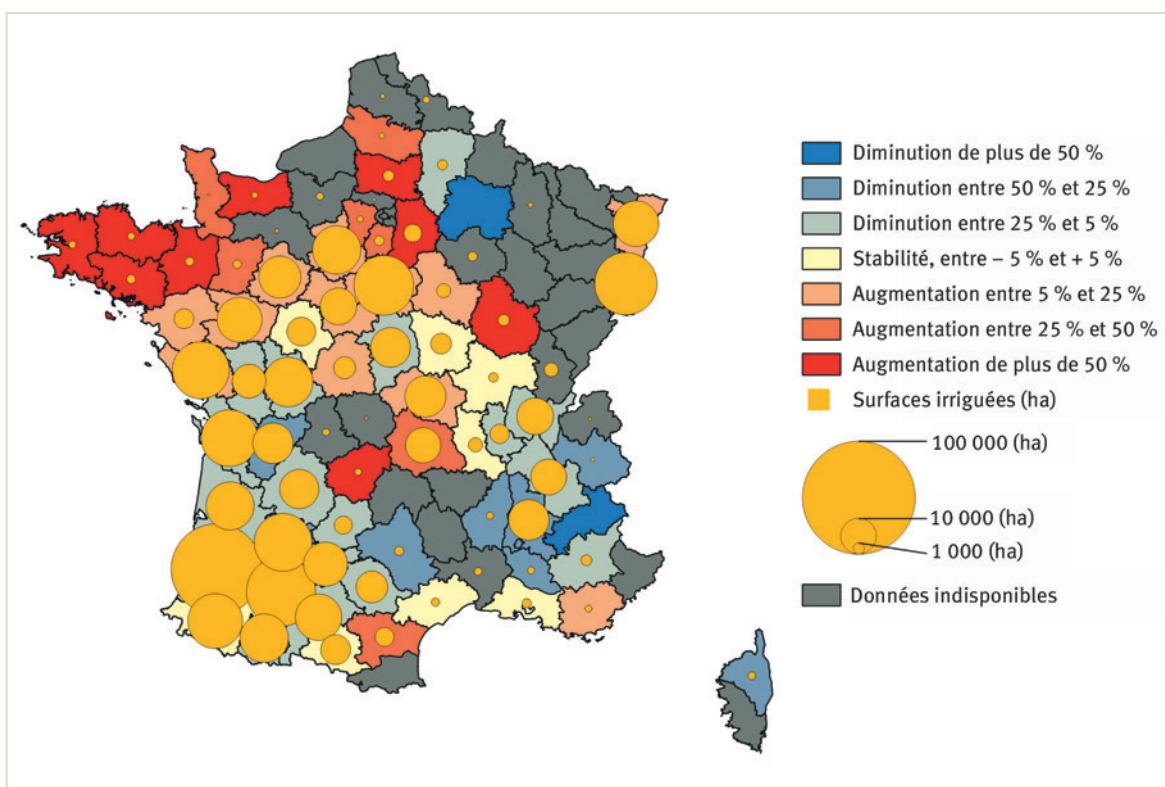 Diminution de plus de 50 %
Diminution entre 50 % et 25 %
Diminution entre 25 % et 5 %
Stabilité, entre – 5 % et + 5 %
Augmentation entre 5 % et 25 %
Augmentation entre 25 % et 50 %
Augmentation de plus de 50 %
Surfaces irriguées (ha)
100 000 (ha)
10 000 (ha)
1 000 (ha)
Données indisponibles